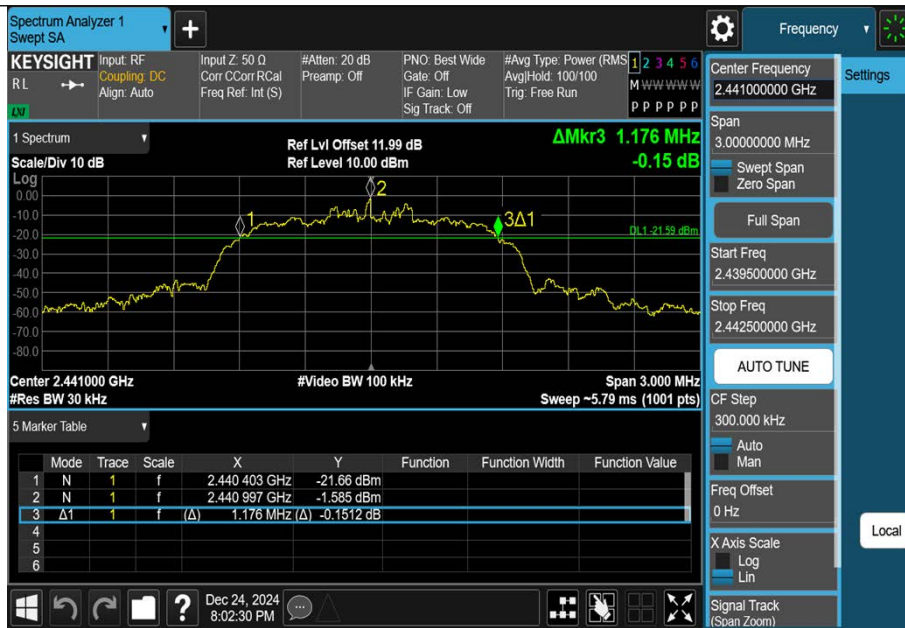 Spectrum Analyzer 1
Swept SA
Frequency
KEYSIGHT
RL
LXI
Input: RF
Coupling: DC
Align: Auto
Input Z: 50 Ω
Corr CCorr RCal
Freq Ref: Int (S)
#Atten: 20 dB
Preamp: Off
PNO: Best Wide
Gate: Off
IF Gain: Low
Sig Track: Off
#Avg Type: Power (RMS
Avg|Hold: 100/100
Trig: Free Run
1 2 3 4 5 6
M W W W W W
P P P P P P
1 Spectrum
Scale/Div 10 dB
Ref Lvl Offset 11.99 dB
Ref Level 10.00 dBm
ΔMkr3 1.176 MHz
-0.15 dB
Log
0.00
-10.0
-20.0
-30.0
-40.0
-50.0
-60.0
-70.0
-80.0
1
2
3Δ1
DL1 -21.59 dBm
Center 2.441000 GHz
#Res BW 30 kHz
#Video BW 100 kHz
Span 3.000 MHz
Sweep ~5.79 ms (1001 pts)
5 Marker Table
Mode Trace Scale X Y Function Function Width Function Value
1 N 1 f 2.440 403 GHz -21.66 dBm
2 N 1 f 2.440 997 GHz -1.585 dBm
3 Δ1 1 f (Δ) 1.176 MHz (Δ) -0.1512 dB
4
5
6
Dec 24, 2024
8:02:30 PM
Center Frequency
2.441000000 GHz
Span
3.00000000 MHz
Swept Span
Zero Span
Full Span
Start Freq
2.439500000 GHz
Stop Freq
2.442500000 GHz
AUTO TUNE
CF Step
300.000 kHz
Auto
Man
Freq Offset
0 Hz
X Axis Scale
Log
Lin
Signal Track
(Span Zoom)
Settings
Local